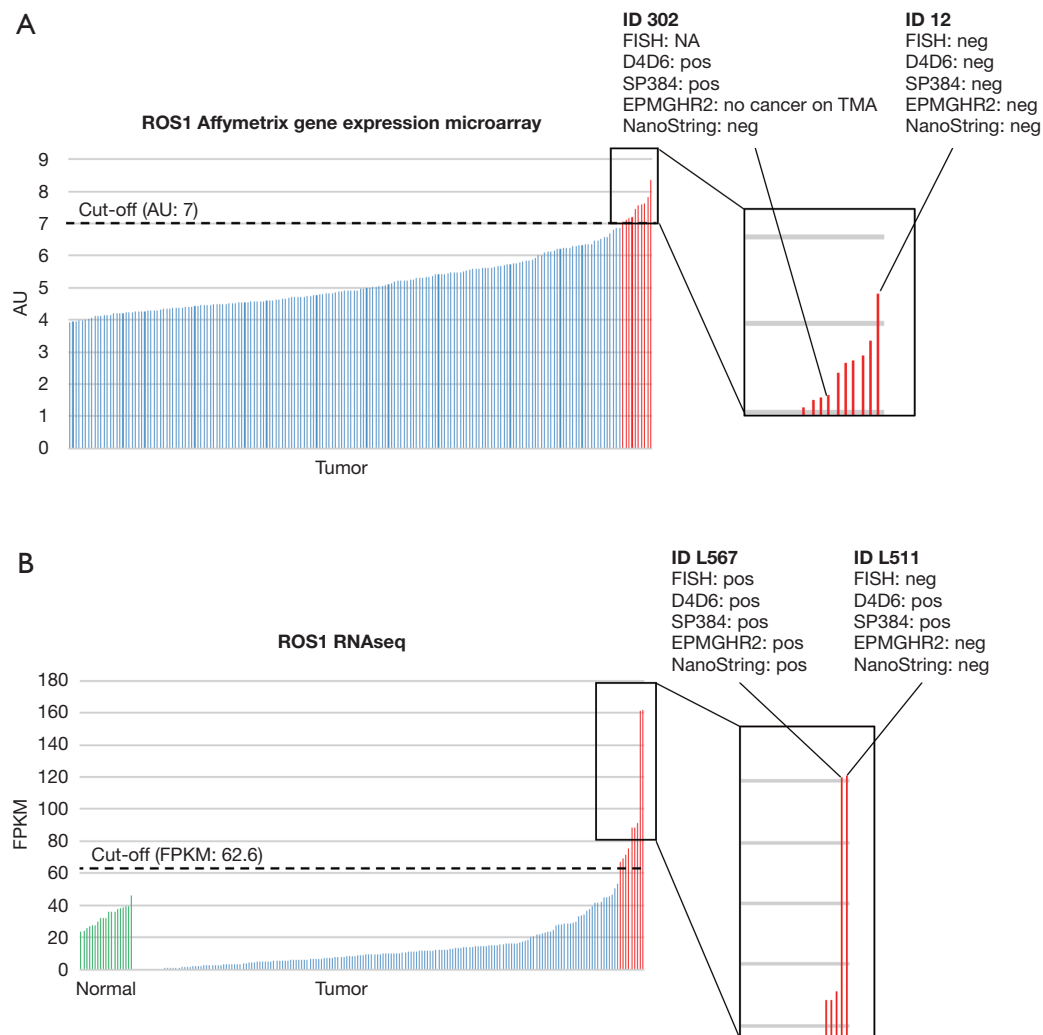 A
ID 302
FISH: NA
D4D6: pos
SP384: pos
EPMGHR2: no cancer on TMA
NanoString: neg
ID 12
FISH: neg
D4D6: neg
SP384: neg
EPMGHR2: neg
NanoString: neg
ROS1 Affymetrix gene expression microarray
9
8
7
6
5
4
3
2
1
0
AU
Cut-off (AU: 7)
Tumor
B
ID L567
FISH: pos
D4D6: pos
SP384: pos
EPMGHR2: pos
NanoString: pos
ID L511
FISH: neg
D4D6: pos
SP384: pos
EPMGHR2: neg
NanoString: neg
ROS1 RNAseq
180
160
140
120
100
80
60
40
20
0
FPKM
Cut-off (FPKM: 62.6)
Normal
Tumor